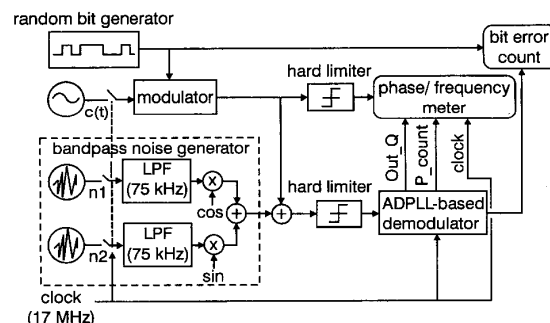 random bit generator
bit error
count
c(t)
modulator
hard limiter
phase/ frequency
meter
bandpass noise generator
n1
LPF
(75 kHz)
x
cos
+
+
hard limiter
Out_Q
P_count
clock
ADPLL-based
demodulator
n2
LPF
(75 kHz)
x
sin
clock
(17 MHz)